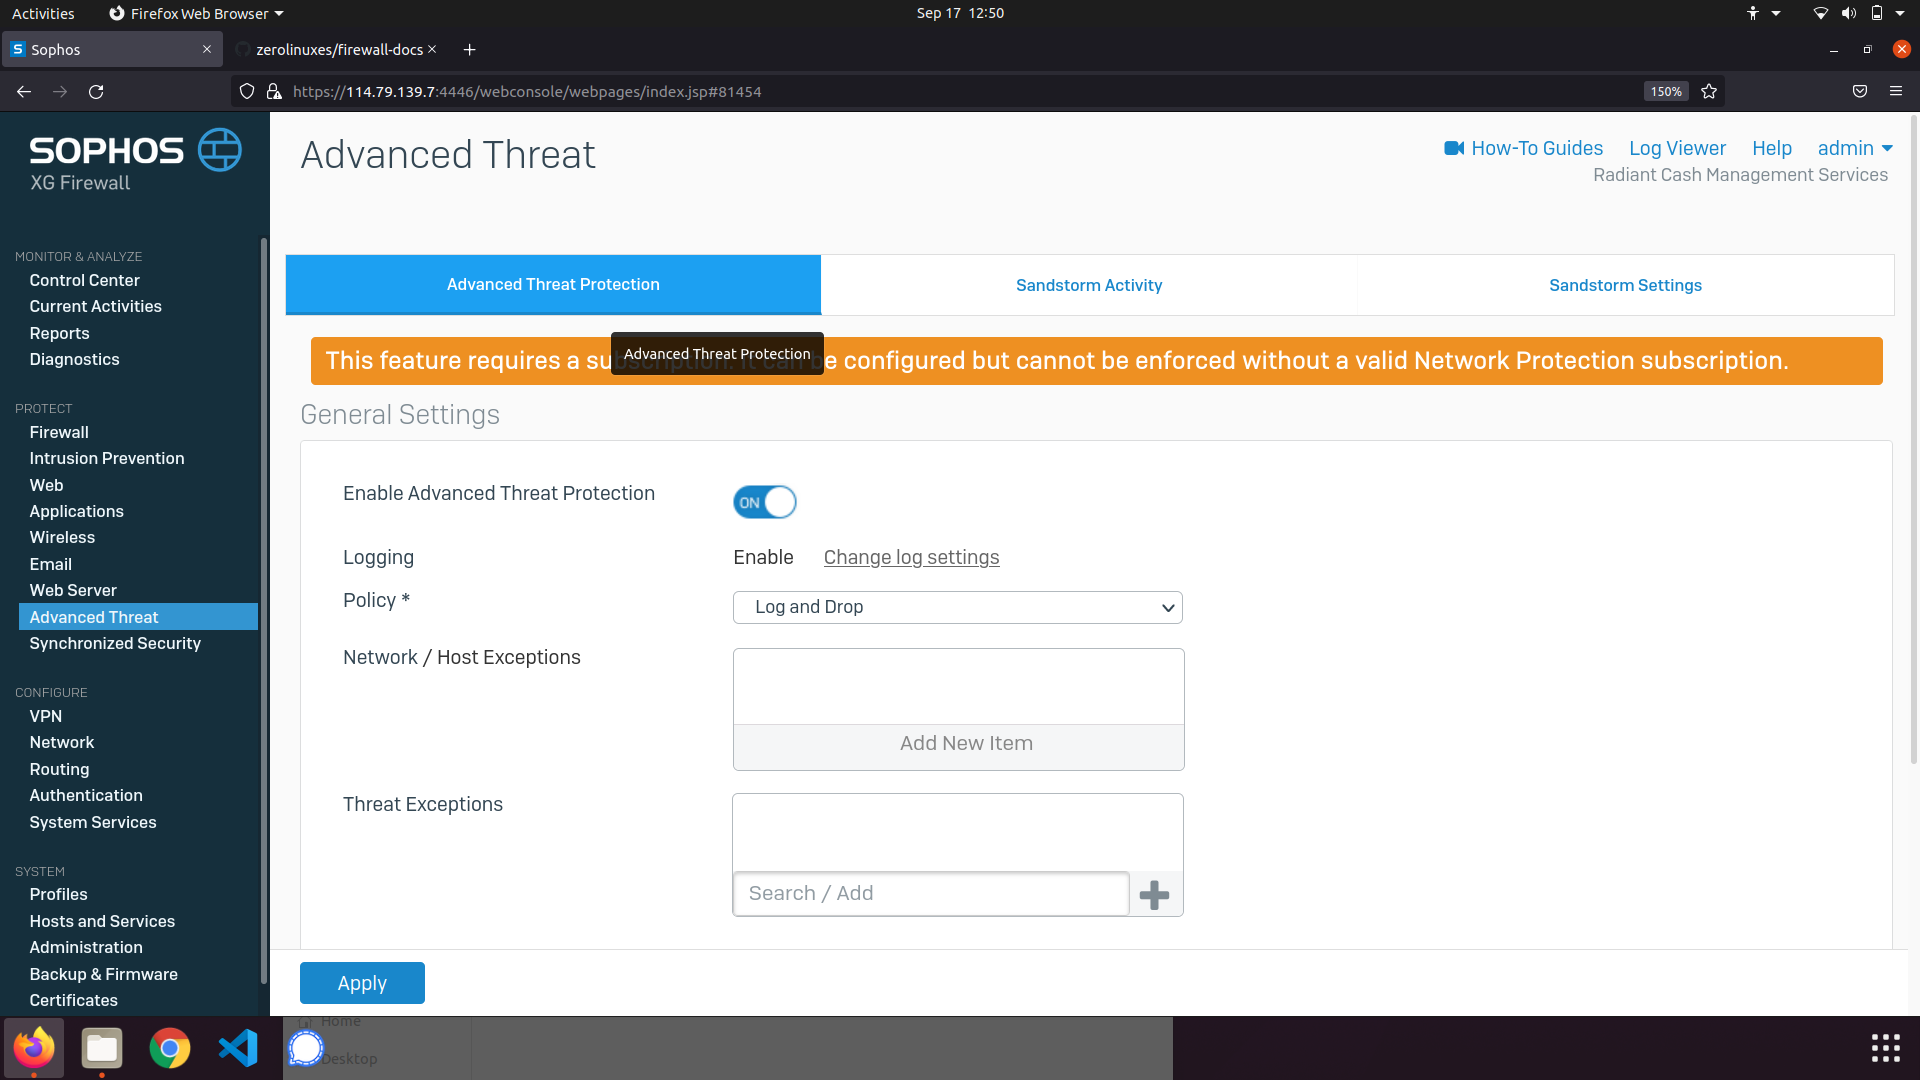 Activities
Firefox Web Browser
Sep 17 12:50
Sophos
zerolinuxes/firewall-docs
https://114.79.139.7:4446/webconsole/webpages/index.jsp#81454
150%
SOPHOS
XG Firewall
Advanced Threat
How-To Guides
Log Viewer
Help
admin
Radiant Cash Management Services
MONITOR & ANALYZE
Control Center
Current Activities
Reports
Diagnostics
PROTECT
Firewall
Intrusion Prevention
Web
Applications
Wireless
Email
Web Server
Advanced Threat
Synchronized Security
CONFIGURE
VPN
Network
Routing
Authentication
System Services
SYSTEM
Profiles
Hosts and Services
Administration
Backup & Firmware
Certificates
Advanced Threat Protection
Sandstorm Activity
Sandstorm Settings
This feature requires a subscription. It can be configured but cannot be enforced without a valid Network Protection subscription.
Advanced Threat Protection
General Settings
Enable Advanced Threat Protection
ON
Logging
Enable
Change log settings
Policy *
Log and Drop
Network / Host Exceptions
Add New Item
Threat Exceptions
Search / Add
Apply
Home
Desktop